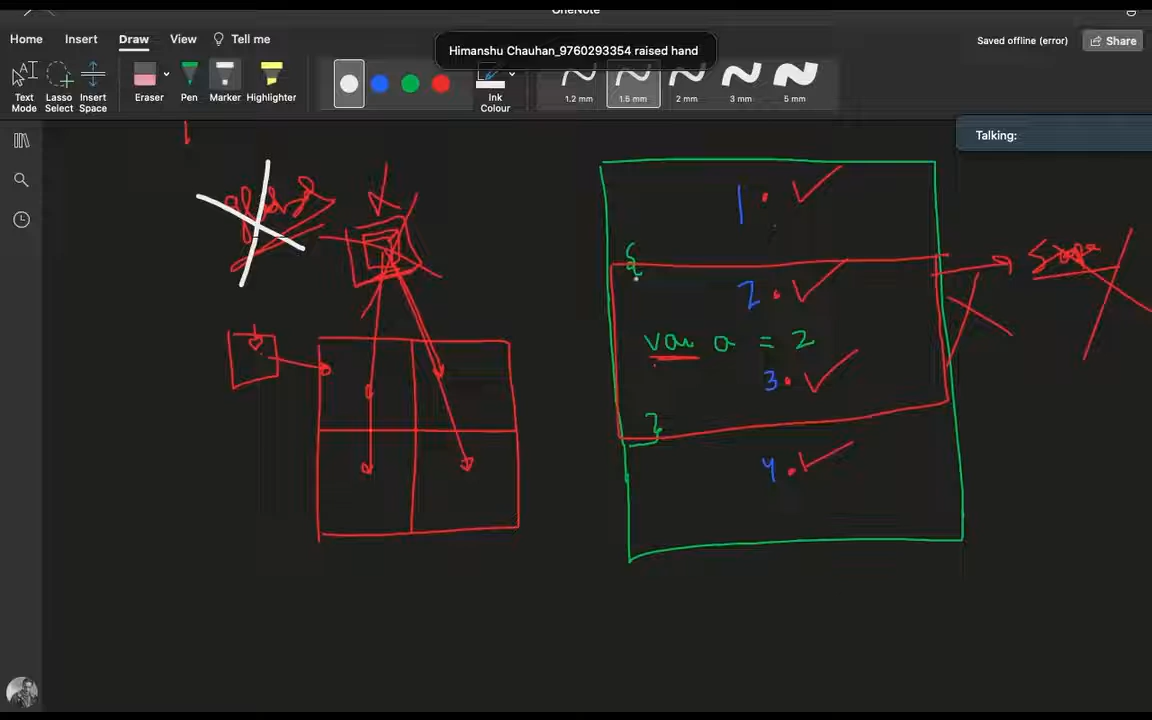 OneNote
Himanshu Chauhan_9760293354 raised hand
Home
Insert
Draw
View
Tell me
Saved offline (error)
Share
Text Mode
Lasso Select
Insert Space
Eraser
Pen
Marker
Highlighter
Ink Colour
1.2 mm
1.5 mm
2 mm
3 mm
5 mm
Talking:
1.
{
2.
var a = 2
3.
}
4.